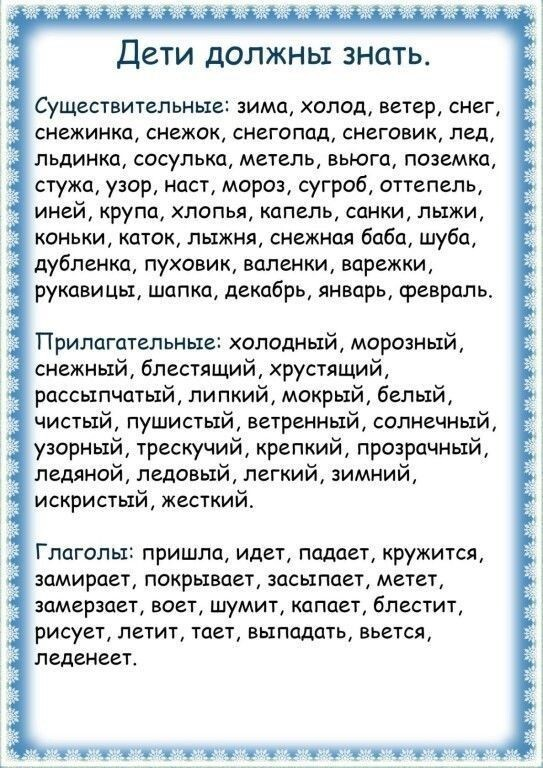 Дети должны знать.
Существительные: зима, холод, ветер, снег,
снежинка, снежок, снегопад, снеговик, лед,
льдинка, сосулька, метель, вьюга, поземка,
стужа, узор, наст, мороз, сугроб, оттепель,
иней, крупа, хлопья, капель, санки, лыжи,
коньки, каток, лыжня, снежная баба, шуба,
дубленка, пуховик, валенки, варежки,
рукавицы, шапка, декабрь, январь, февраль.
Прилагательные: холодный, морозный,
снежный, блестящий, хрустящий,
рассыпчатый, липкий, мокрый, белый,
чистый, пушистый, ветренный, солнечный,
узорный, трескучий, крепкий, прозрачный,
ледяной, ледовый, легкий, зимний,
искристый, жесткий.
Глаголы: пришла, идет, падает, кружится,
замирает, покрывает, засыпает, метет,
замерзает, воет, шумит, капает, блестит,
рисует, летит, тает, выпадать, вьется,
леденеет.